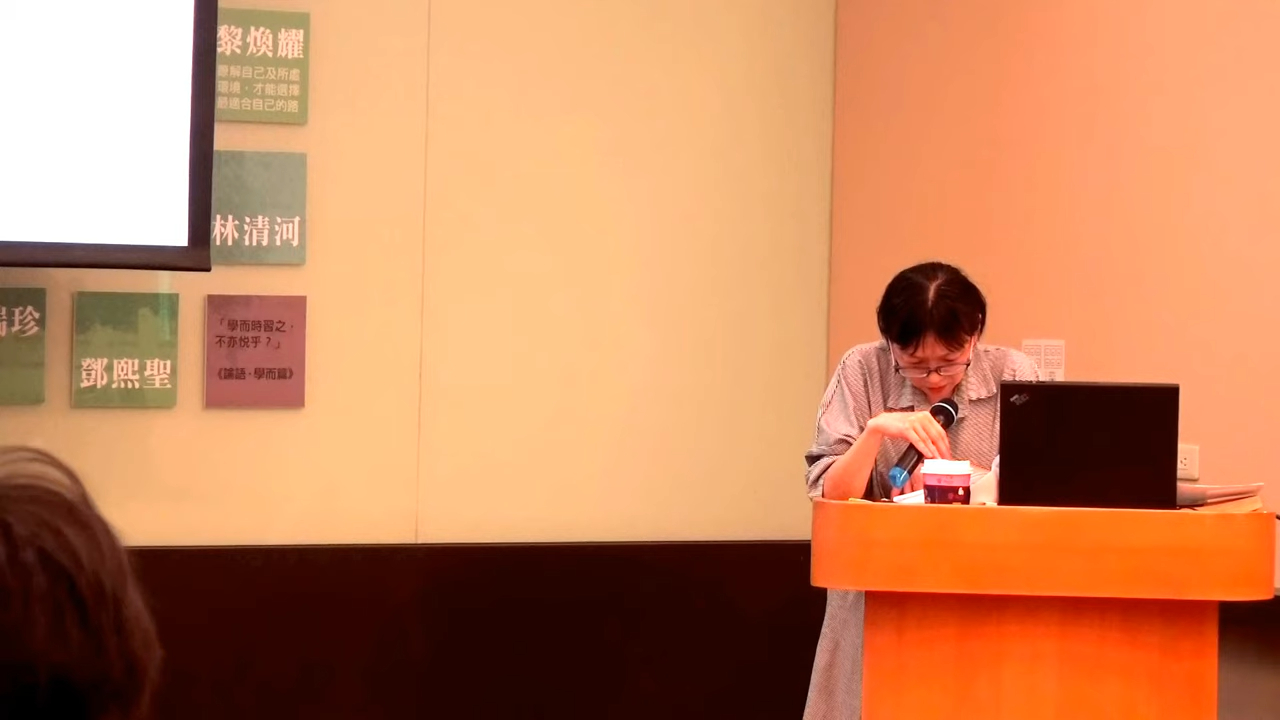 黎煥耀
瞭解自己及所處
環境，才能選擇
最適合自己的路
林清河
瑞珍
鄧熙聖
「學而時習之，
不亦悅乎？」
《論語·學而篇》